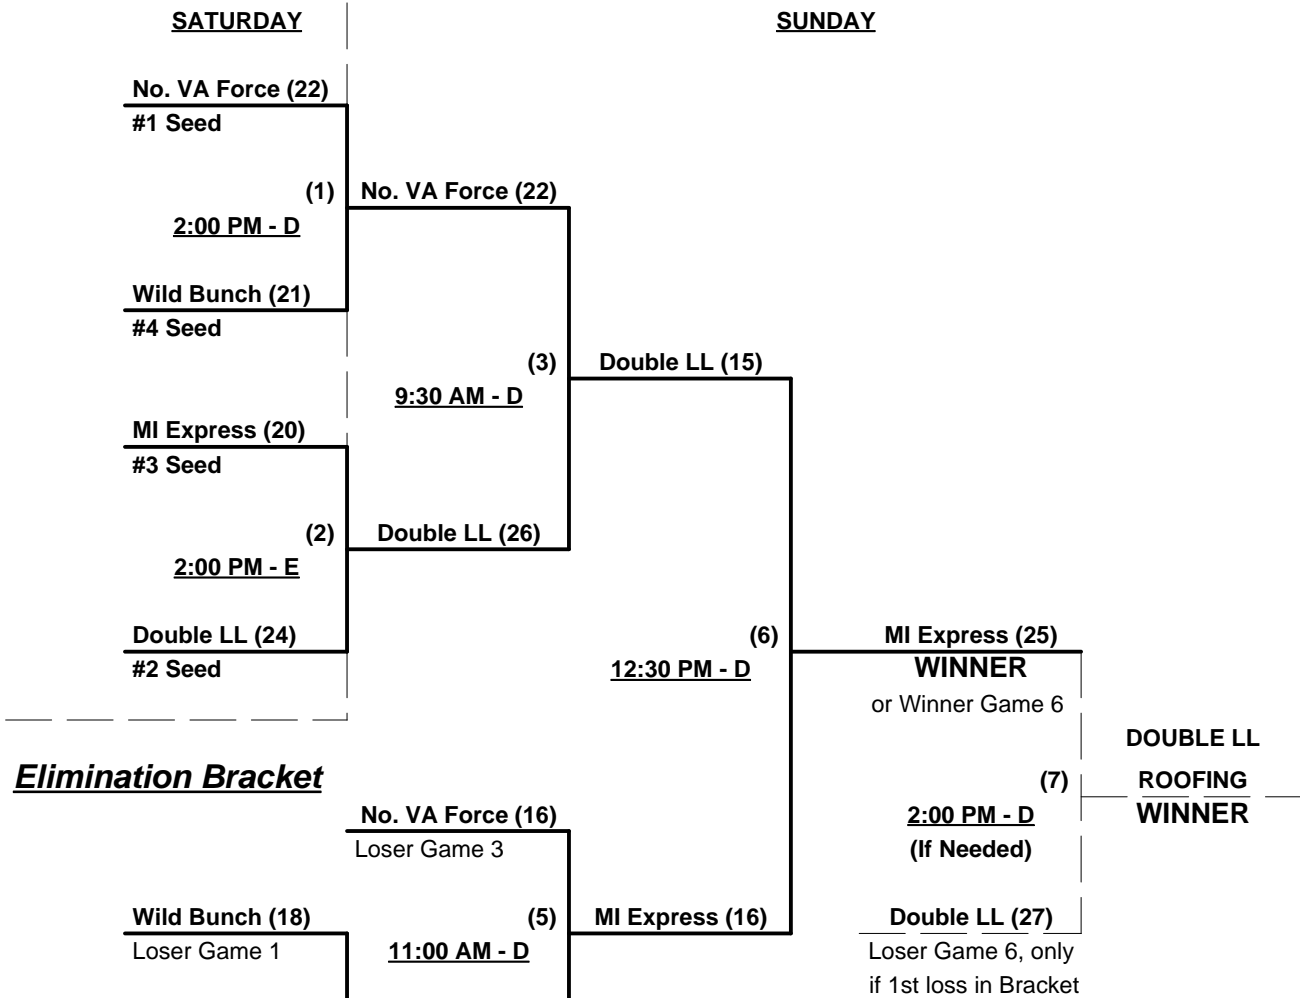 SATURDAY
SUNDAY
No. VA Force (22)
#1 Seed
(1)
No. VA Force (22)
2:00 PM - D
Wild Bunch (21)
#4 Seed
(3)
Double LL (15)
9:30 AM - D
MI Express (20)
#3 Seed
(2)
Double LL (26)
2:00 PM - E
Double LL (24)
#2 Seed
(6)
MI Express (25)
12:30 PM - D
WINNER
or Winner Game 6
DOUBLE LL
Elimination Bracket
(7)
ROOFING
No. VA Force (16)
2:00 PM - D
WINNER
Loser Game 3
(If Needed)
Wild Bunch (18)
(5)
MI Express (16)
Double LL (27)
Loser Game 1
11:00 AM - D
Loser Game 6, only
if 1st loss in Bracket